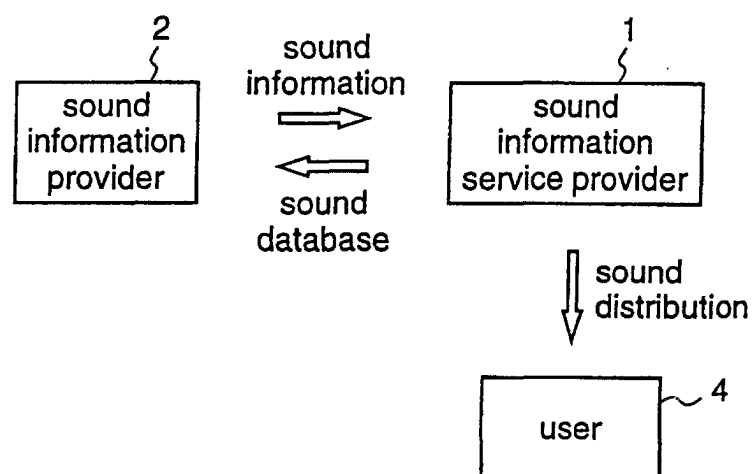 2
sound
information
provider
sound
information
sound
database
1
sound
information
service provider
sound
distribution
user
4